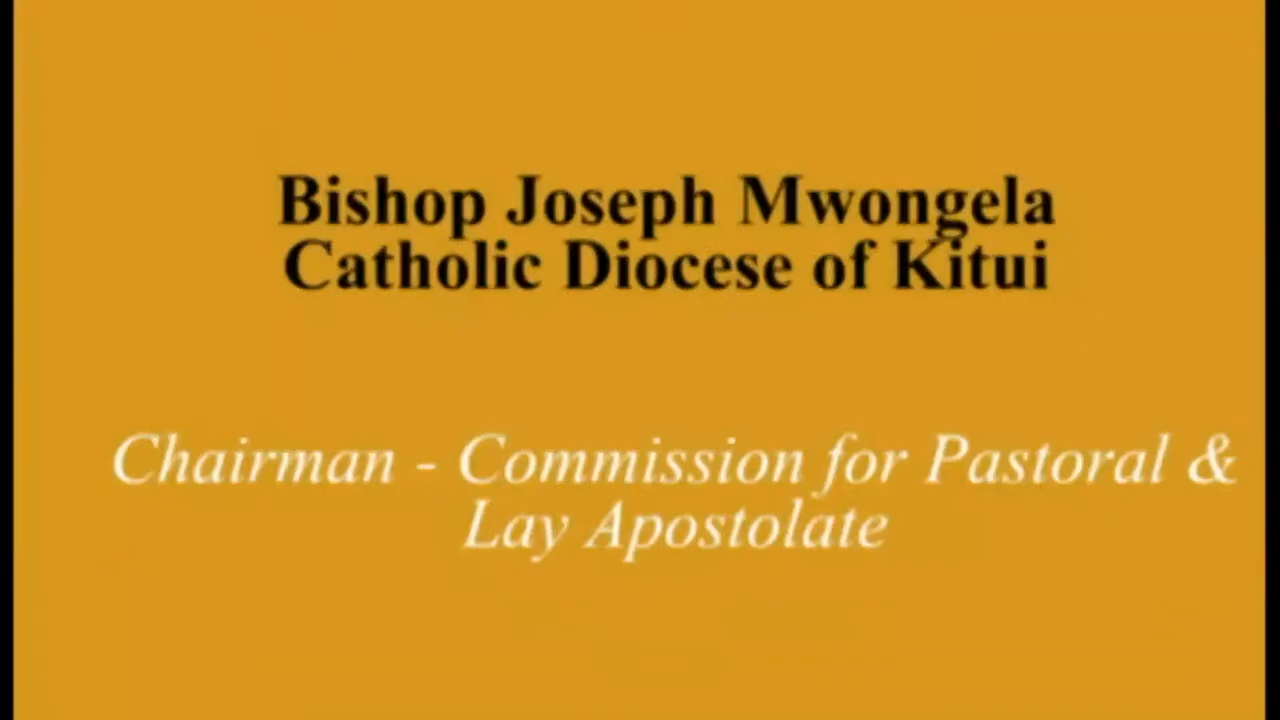 Bishop Joseph Mwongela
Catholic Diocese of Kitui
Chairman - Commission for Pastoral &
Lay Apostolate